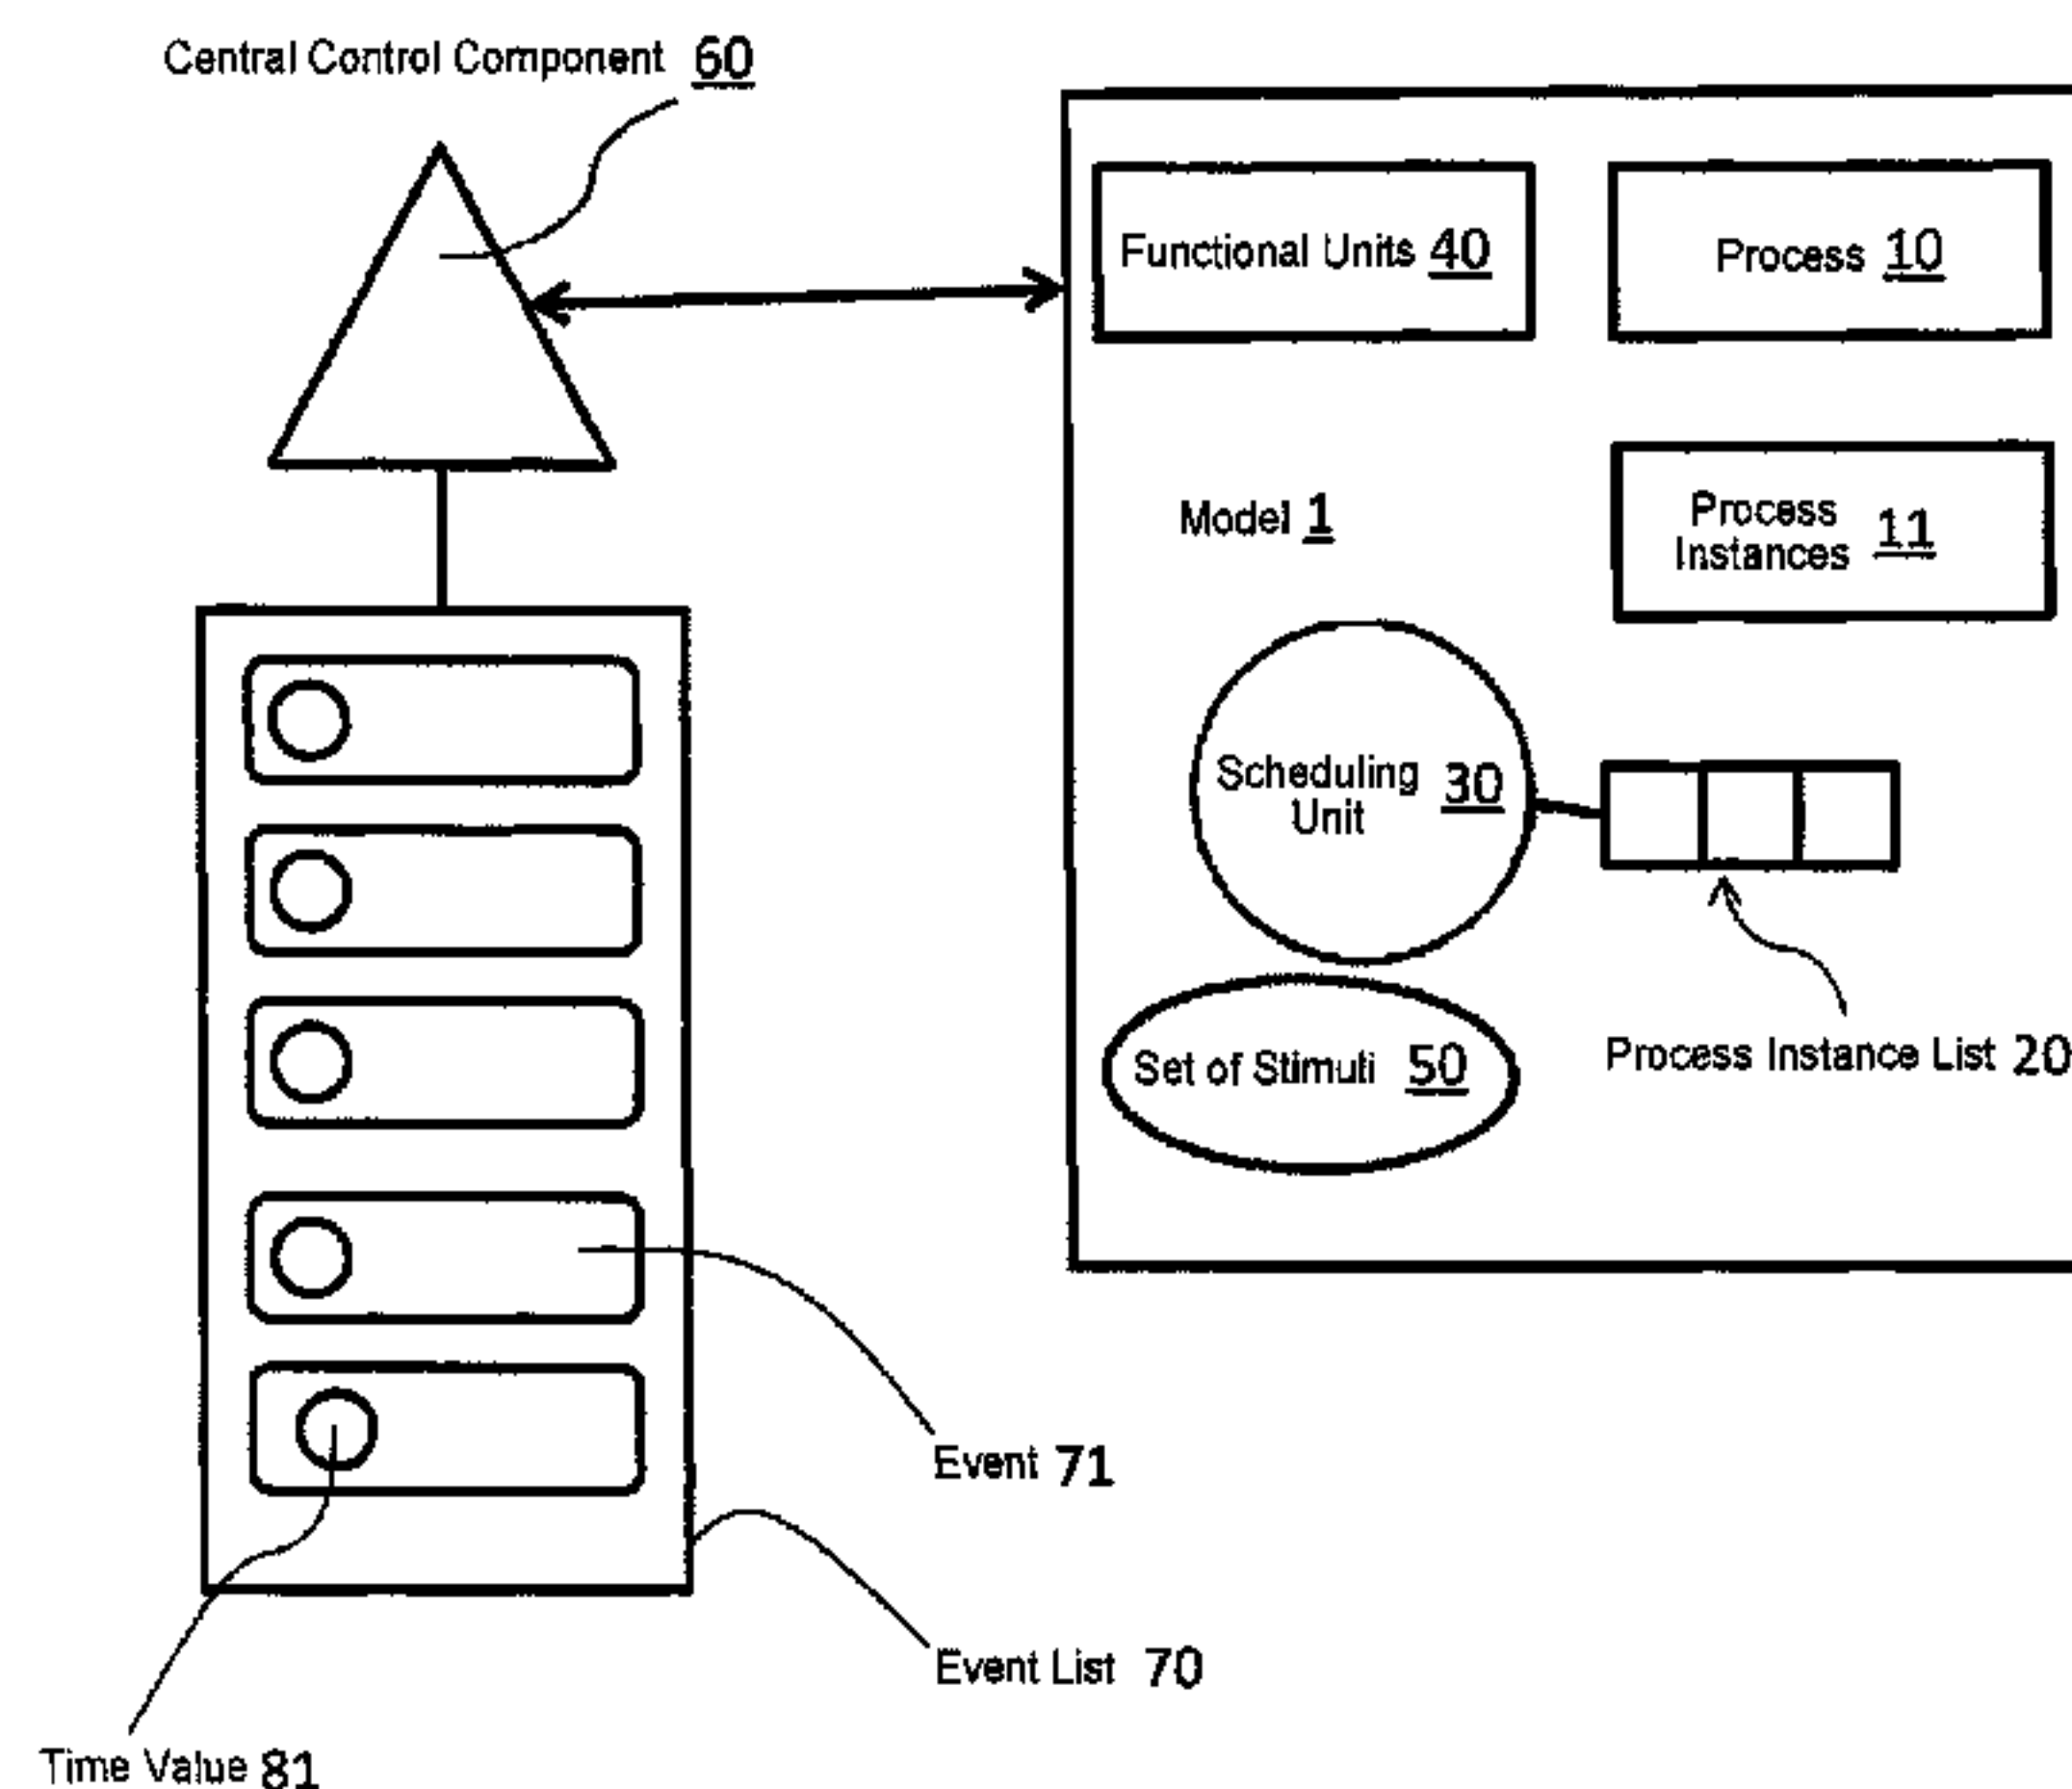 Central Control Component 60
Functional Units 40
Process 10
Model 1
Process
Instances 11
Scheduling
Unit 30
Set of Stimuti 50
Process Instance List 20
Event 71
Event List 70
Time Value 81